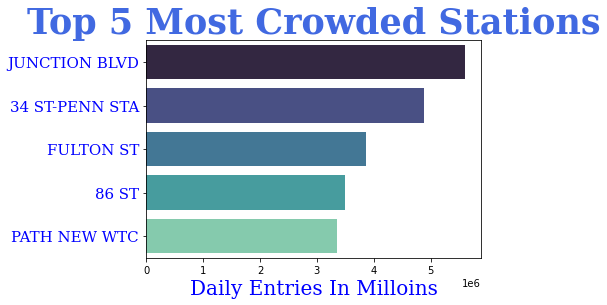 Top 5 Most Crowded Stations
JUNCTION BLVD
34 ST-PENN STA
FULTON ST
86 ST
PATH NEW WTC
0 1 2 3 4 5
1e6
Daily Entries In Milloins